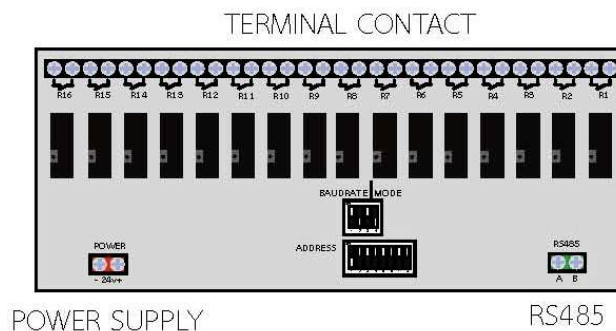 TERMINAL CONTACT
R16 R15 R14 R13 R12 R11 R10 R9 R8 R7 R6 R5 R4 R3 R2 R1
BAUDRATE MODE
ADDRESS
POWER
- 24v+
RS485
A B
POWER SUPPLY
RS485